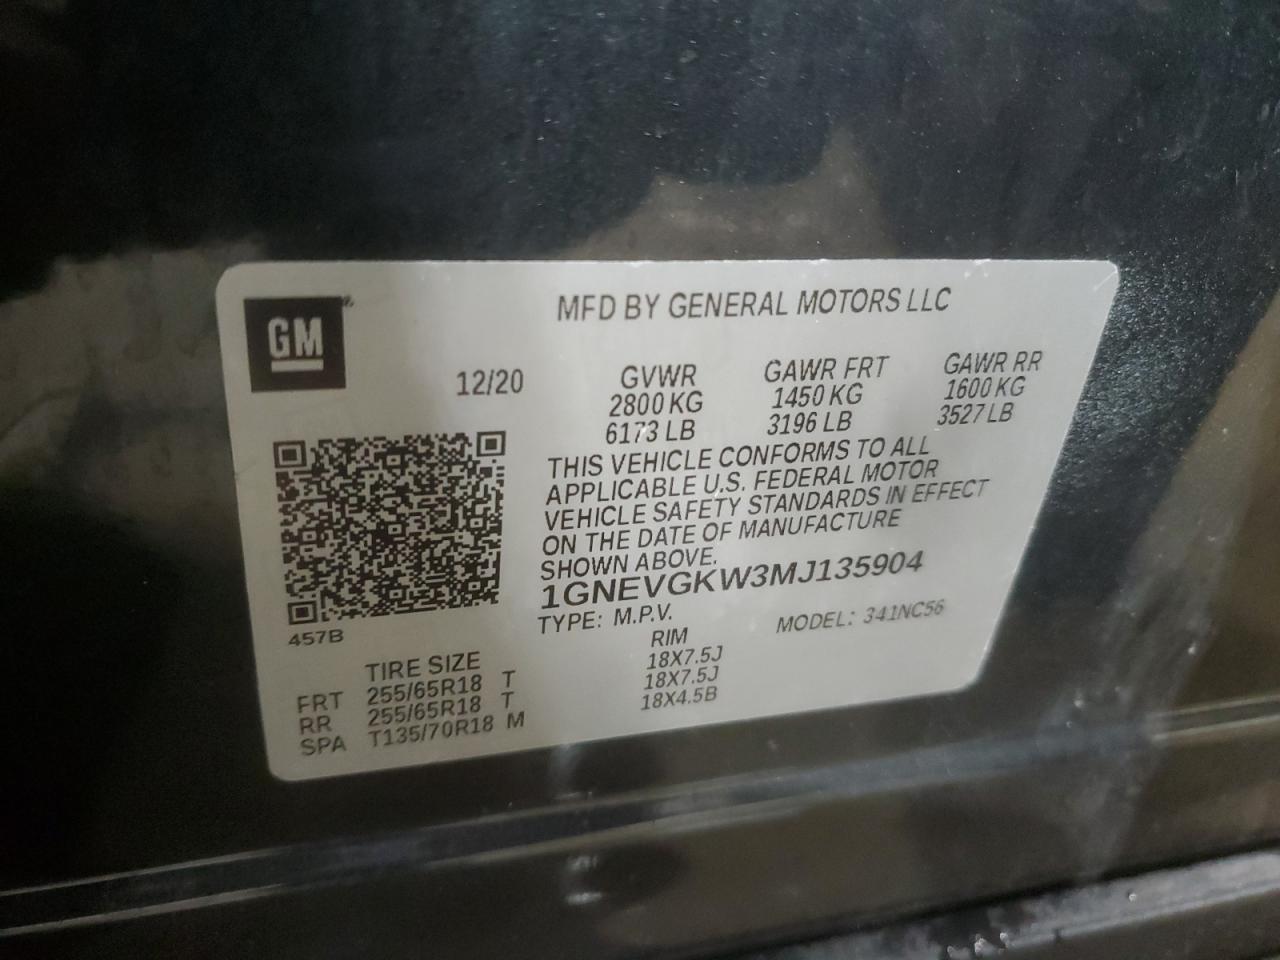 GM
MFD BY GENERAL MOTORS LLC
12/20 GVWR GAWR FRT GAWR RR
2800 KG 1450 KG 1600 KG
6173 LB 3196 LB 3527 LB
THIS VEHICLE CONFORMS TO ALL
APPLICABLE U.S. FEDERAL MOTOR
VEHICLE SAFETY STANDARDS IN EFFECT
ON THE DATE OF MANUFACTURE
SHOWN ABOVE.
1GNEVGKW3MJ135904
TYPE: M.P.V. MODEL: 341NC56
457B
TIRE SIZE RIM
FRT 255/65R18 T 18X7.5J
RR 255/65R18 T 18X7.5J
SPA T135/70R18 M 18X4.5B